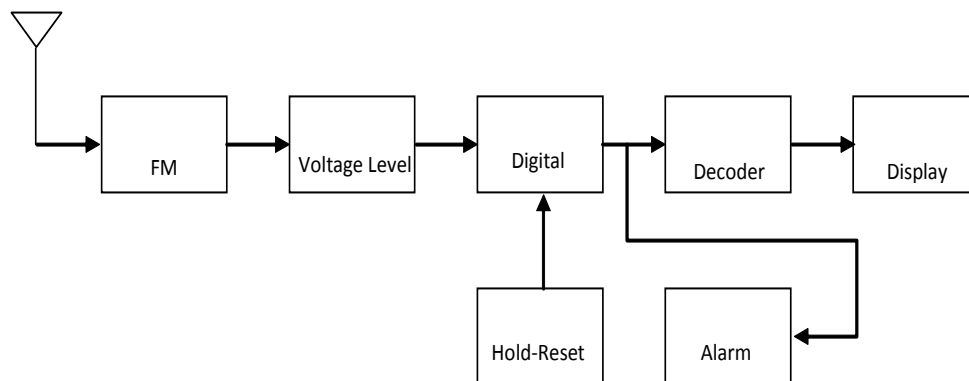 FM
Voltage Level
Digital
Decoder
Display
Hold-Reset
Alarm